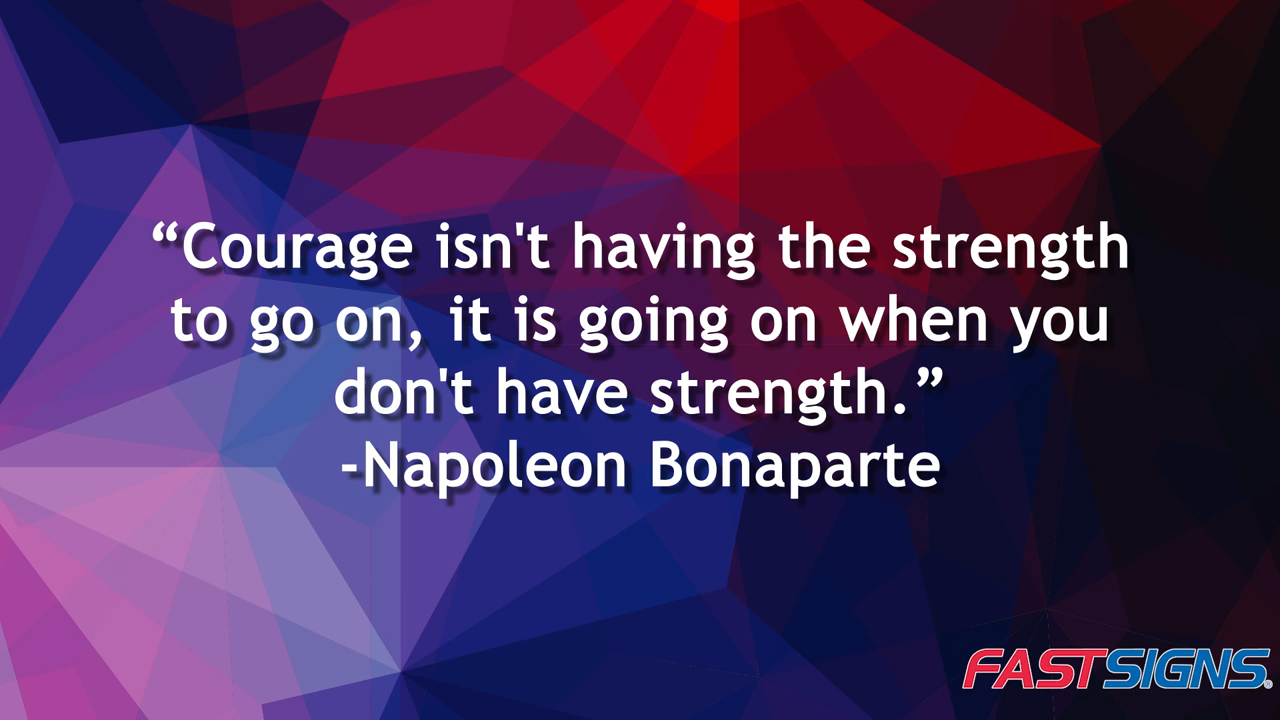 “Courage isn't having the strength
to go on, it is going on when you
don't have strength.”
-Napoleon Bonaparte
FASTSIGNS®